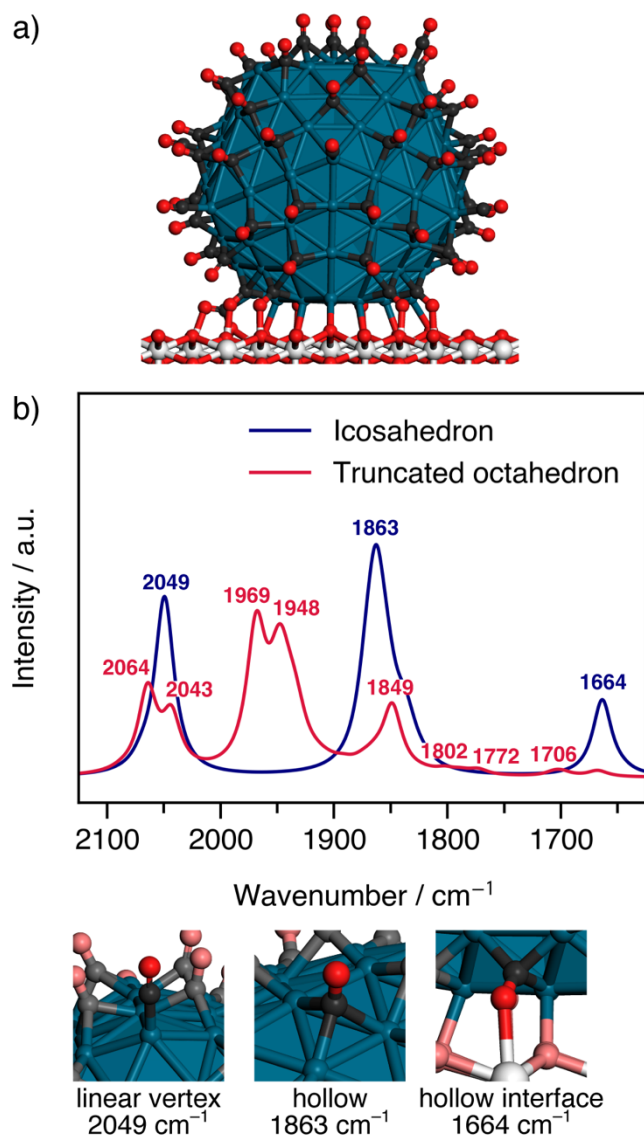 a)
b)
Icosahedron
Truncated octahedron
1863
2049
1969
1948
2064
2043
1849
1664
1802
1772
1706
Intensity / a.u.
2100 2000 1900 1800 1700
Wavenumber / cm⁻¹
linear vertex hollow hollow interface
2049 cm⁻¹ 1863 cm⁻¹ 1664 cm⁻¹